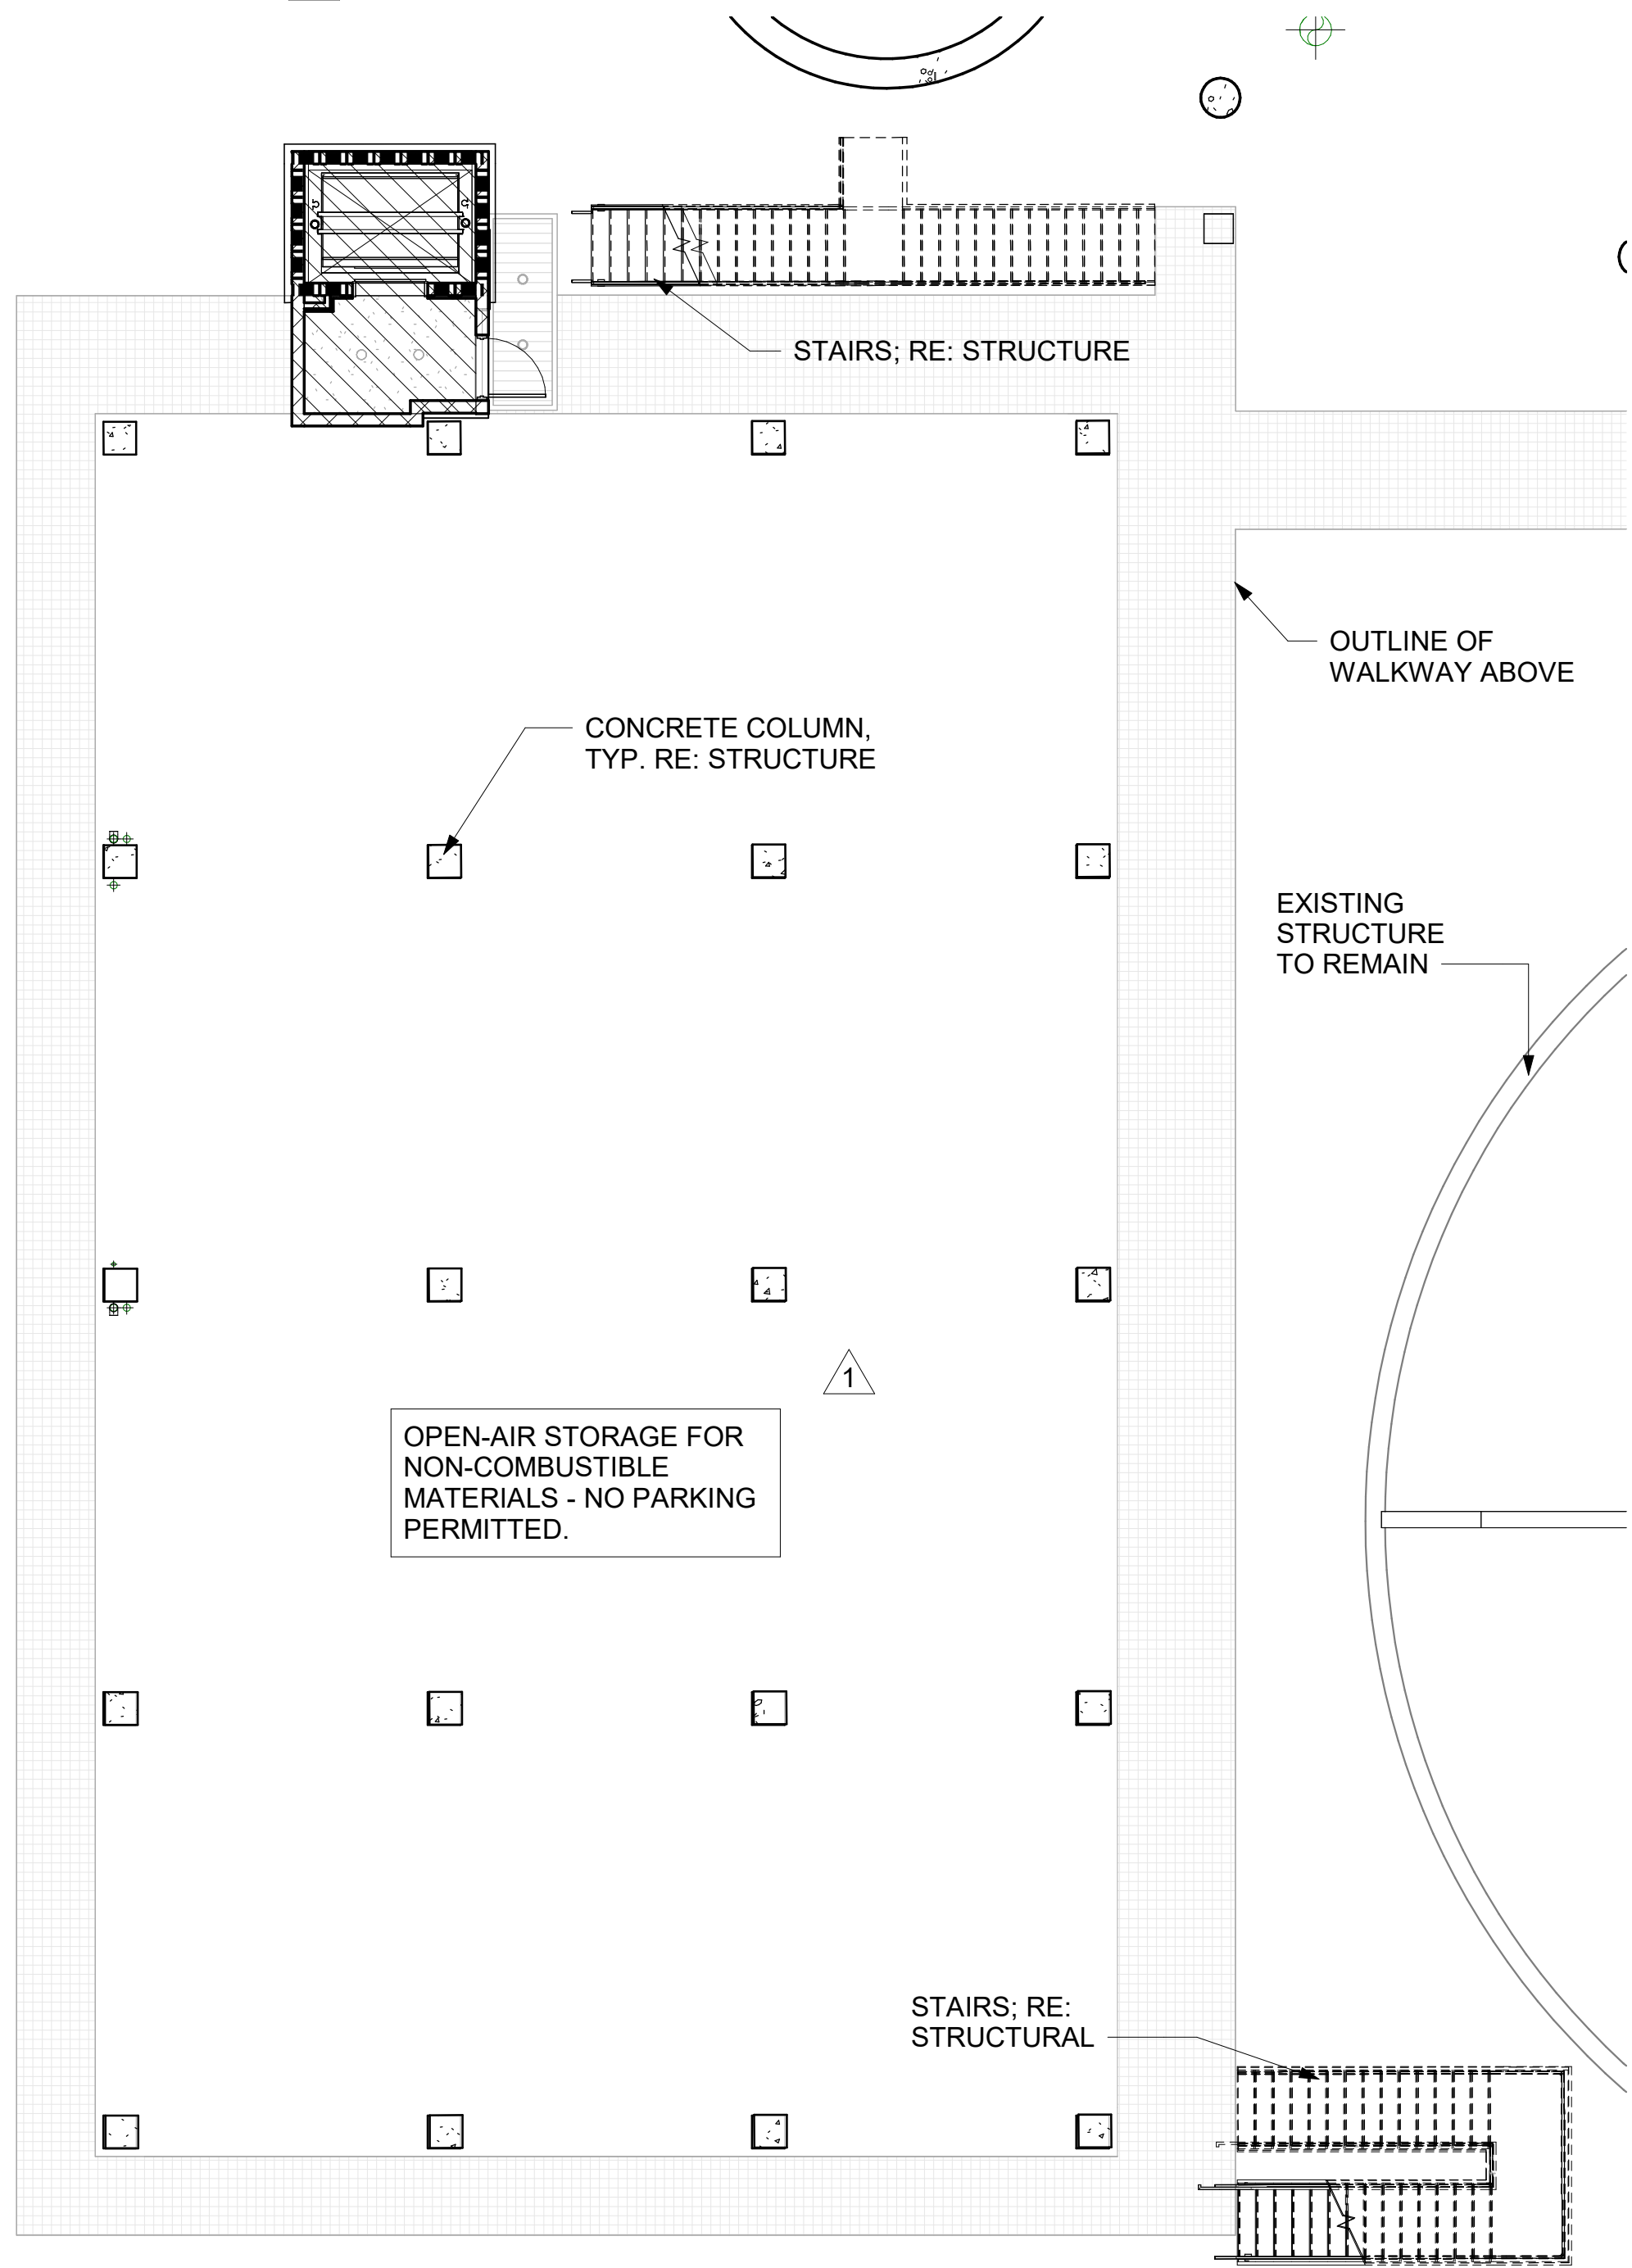 STAIRS; RE: STRUCTURE
OUTLINE OF
WALKWAY ABOVE
CONCRETE COLUMN,
TYP. RE: STRUCTURE
EXISTING
STRUCTURE
TO REMAIN
1
OPEN-AIR STORAGE FOR
NON-COMBUSTIBLE
MATERIALS - NO PARKING
PERMITTED.
STAIRS; RE:
STRUCTURAL